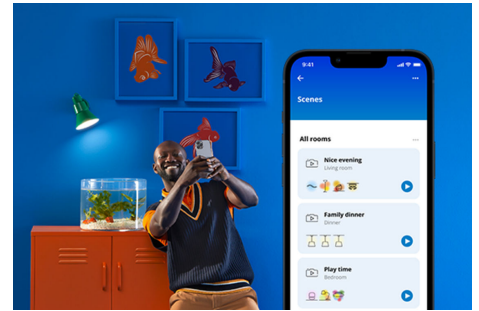 9:41
Scenes
All rooms
Nice evening
Living room
Family dinner
Dinner
Play time
Bedroom